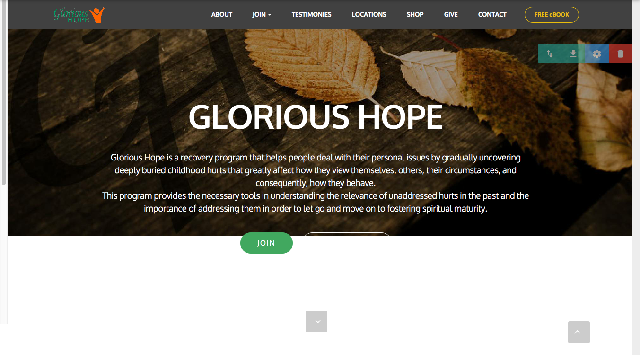 Glorious
ABOUT JOIN TESTIMONIES LOCATIONS SHOP GIVE CONTACT FREE eBOOK
GLORIOUS HOPE
Glorious Hope is a recovery program that helps people deal with their personal issues by gradually uncovering
deeply buried childhood hurts that greatly affect how they view themselves, others, their circumstances, and
consequently, how they behave.
This program provides the necessary tools in understanding the relevance of unaddressed hurts in the past and the
importance of addressing them in order to let go and move on to fostering spiritual maturity.
JOIN